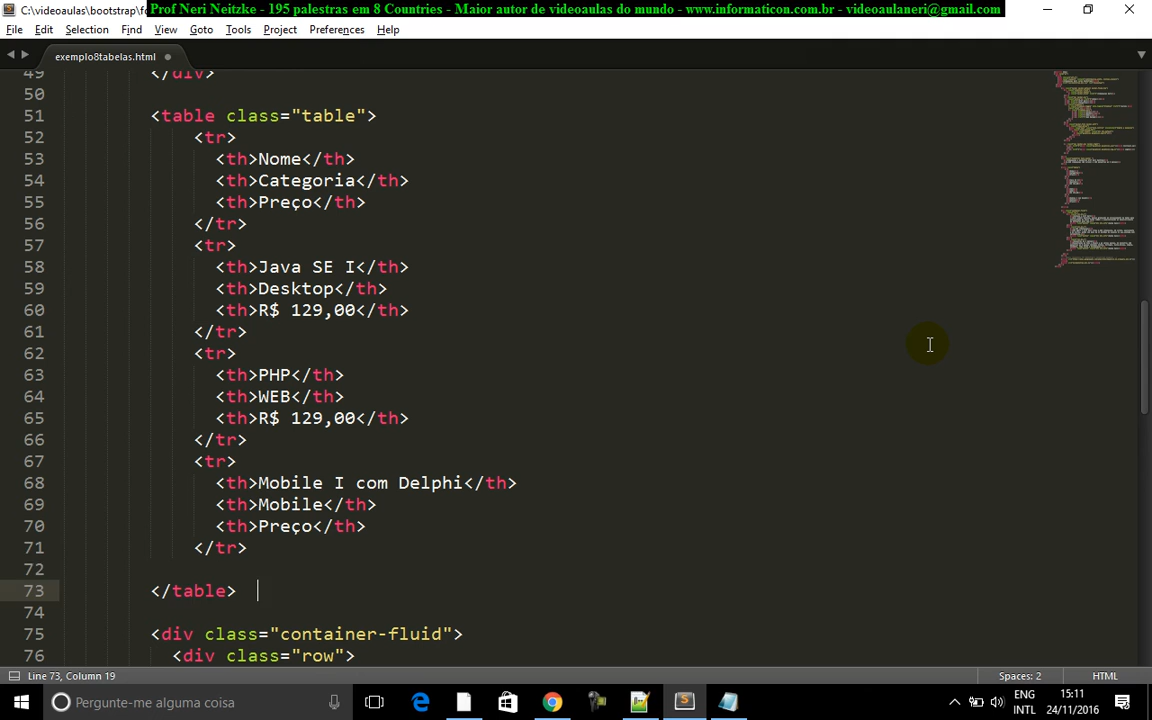 C:\videoaulas\bootstrap\fo
Prof Neri Neitzke - 195 palestras em 8 Countries - Maior autor de videoaulas do mundo - www.informaticon.com.br - videoaulaneri@gmail.com
File Edit Selection Find View Goto Tools Project Preferences Help
exemplo8tabelas.html
49 </div>
50
51 <table class="table">
52 <tr>
53 <th>Nome</th>
54 <th>Categoria</th>
55 <th>Preço</th>
56 </tr>
57 <tr>
58 <th>Java SE I</th>
59 <th>Desktop</th>
60 <th>R$ 129,00</th>
61 </tr>
62 <tr>
63 <th>PHP</th>
64 <th>WEB</th>
65 <th>R$ 129,00</th>
66 </tr>
67 <tr>
68 <th>Mobile I com Delphi</th>
69 <th>Mobile</th>
70 <th>Preço</th>
71 </tr>
72
73 </table>
74
75 <div class="container-fluid">
76 <div class="row">
Line 73, Column 19 Spaces: 2 HTML
Pergunte-me alguma coisa
ENG 15:11
INTL 24/11/2016